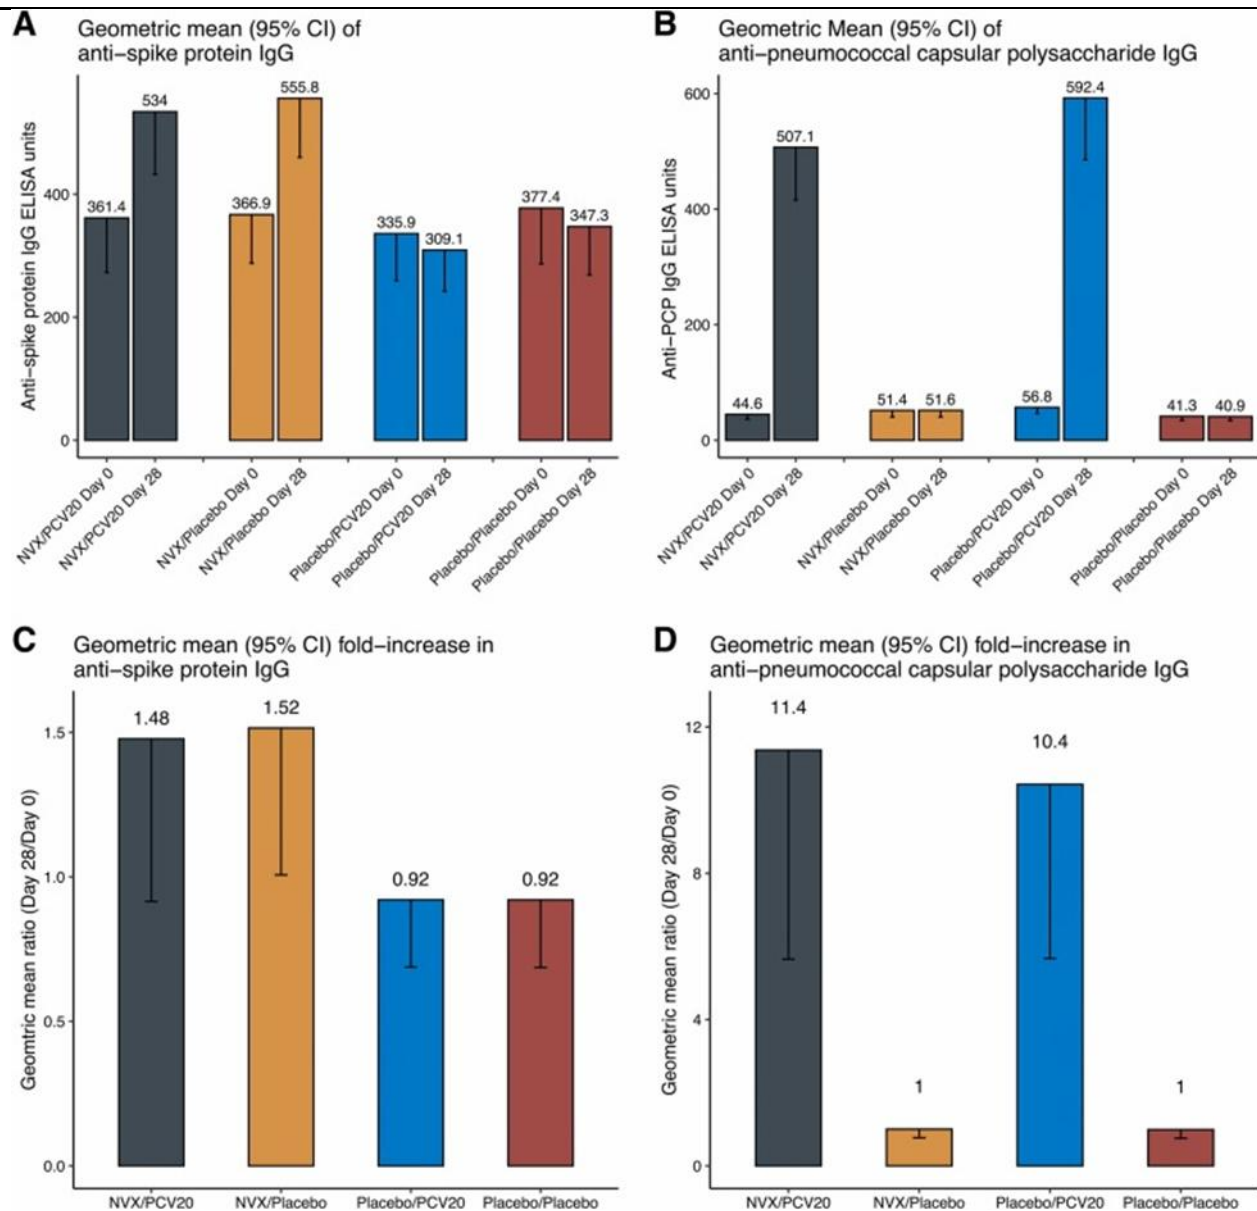 A
Geometric mean (95% CI) of
anti−spike protein IgG
Anti−spike protein IgG ELISA units
400
200
0
361.4
534
366.9
555.8
335.9
309.1
377.4
347.3
NVX/PCV20 Day 0
NVX/PCV20 Day 28
NVX/Placebo Day 0
NVX/Placebo Day 28
Placebo/PCV20 Day 0
Placebo/PCV20 Day 28
Placebo/Placebo Day 0
Placebo/Placebo Day 28
B
Geometric Mean (95% CI) of
anti−pneumococcal capsular polysaccharide IgG
Anti−PCP IgG ELISA units
600
400
200
0
44.6
507.1
51.4
51.6
56.8
592.4
41.3
40.9
NVX/PCV20 Day 0
NVX/PCV20 Day 28
NVX/Placebo Day 0
NVX/Placebo Day 28
Placebo/PCV20 Day 0
Placebo/PCV20 Day 28
Placebo/Placebo Day 0
Placebo/Placebo Day 28
C
Geometric mean (95% CI) fold−increase in
anti−spike protein IgG
Geomtric mean ratio (Day 28/Day 0)
1.5
1.0
0.5
0.0
1.48
1.52
0.92
0.92
NVX/PCV20
NVX/Placebo
Placebo/PCV20
Placebo/Placebo
D
Geometric mean (95% CI) fold−increase in
anti−pneumococcal capsular polysaccharide IgG
Geometric mean ratio (Day 28/Day 0)
12
8
4
0
11.4
1
10.4
1
NVX/PCV20
NVX/Placebo
Placebo/PCV20
Placebo/Placebo